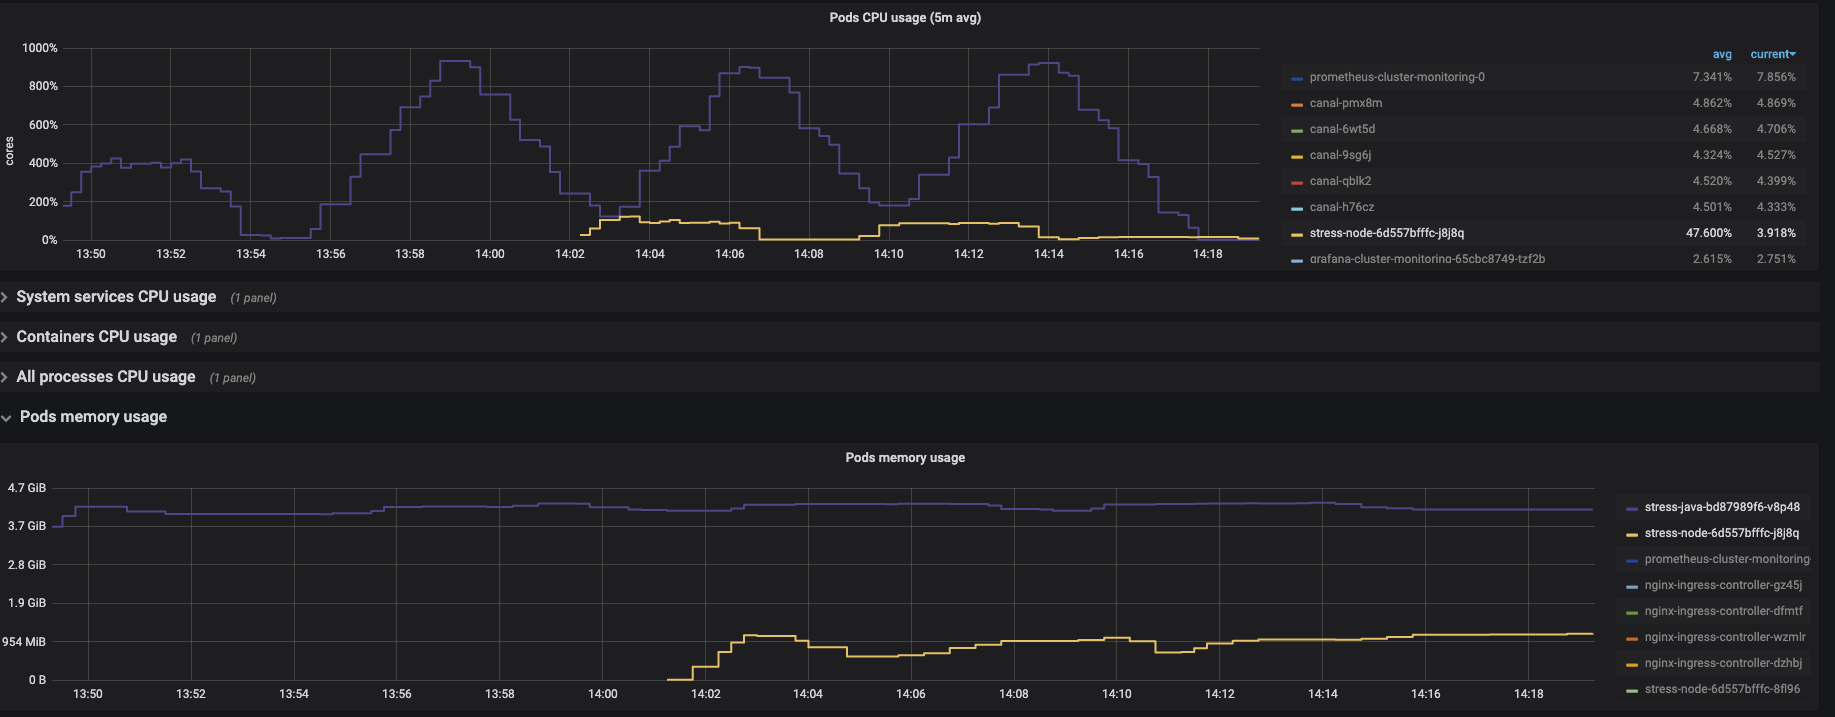 Pods CPU usage (5m avg)
1000%
800%
600%
400%
200%
0%
cores
13:50 13:52 13:54 13:56 13:58 14:00 14:02 14:04 14:06 14:08 14:10 14:12 14:14 14:16 14:18
avg current
prometheus-cluster-monitoring-0 7.341% 7.856%
canal-pmx8m 4.862% 4.869%
canal-6wt5d 4.668% 4.706%
canal-9sg6j 4.324% 4.527%
canal-qblk2 4.520% 4.399%
canal-h76cz 4.501% 4.333%
stress-node-6d557bfffc-j8j8q 47.600% 3.918%
grafana-cluster-monitoring-65cbc8749-tzf2b 2.615% 2.751%
System services CPU usage (1 panel)
Containers CPU usage (1 panel)
All processes CPU usage (1 panel)
Pods memory usage
Pods memory usage
4.7 GiB
3.7 GiB
2.8 GiB
1.9 GiB
954 MiB
0 B
13:50 13:52 13:54 13:56 13:58 14:00 14:02 14:04 14:06 14:08 14:10 14:12 14:14 14:16 14:18
stress-java-bd87989f6-v8p48
stress-node-6d557bfffc-j8j8q
prometheus-cluster-monitoring-
nginx-ingress-controller-gz45j
nginx-ingress-controller-dfmtf
nginx-ingress-controller-wzmlr
nginx-ingress-controller-dzhbj
stress-node-6d557bfffc-8fl96